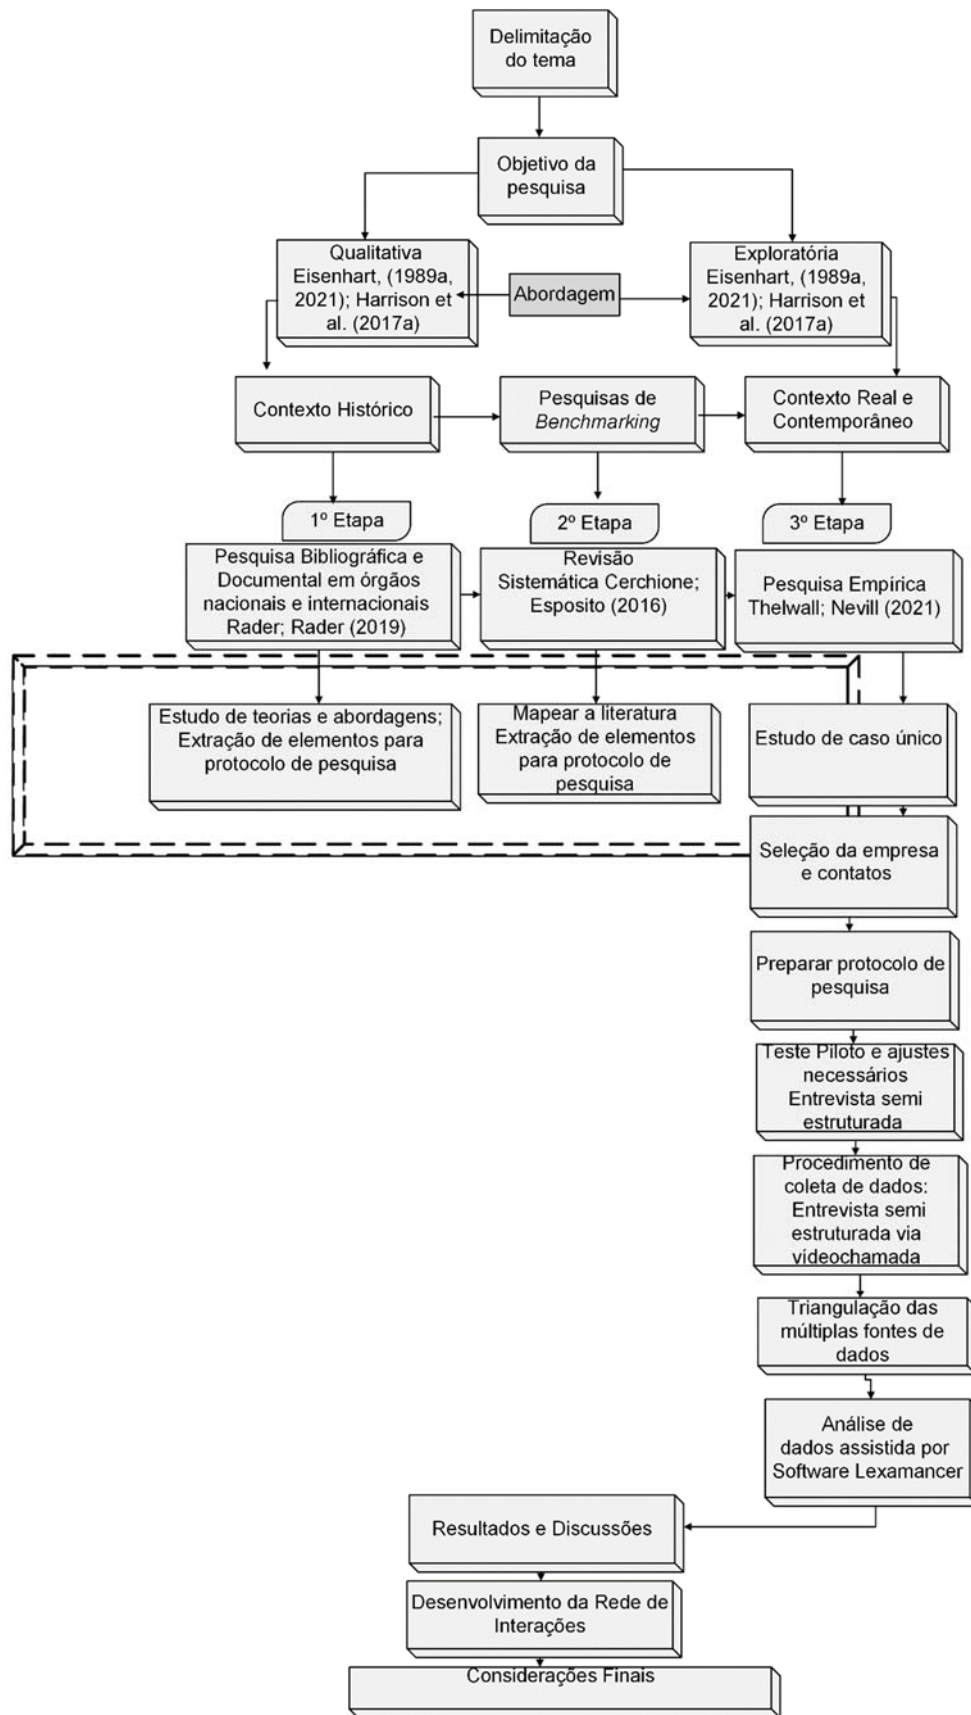 Delimitação
do tema
Objetivo da
pesquisa
Qualitativa
Eisenhart, (1989a,
2021); Harrison et
al. (2017a)
Abordagem
Exploratória
Eisenhart, (1989a,
2021); Harrison et
al. (2017a)
Contexto Histórico
Pesquisas de
Benchmarking
Contexto Real e
Contemporâneo
1º Etapa
2º Etapa
3º Etapa
Pesquisa Bibliográfica e
Documental em órgãos
nacionais e internacionais
Rader; Rader (2019)
Revisão
Sistemática Cerchione;
Esposito (2016)
Pesquisa Empírica
Thelwall; Nevill (2021)
Estudo de teorias e abordagens;
Extração de elementos para
protocolo de pesquisa
Mapear a literatura
Extração de elementos
para protocolo de
pesquisa
Estudo de caso único
Seleção da empresa
e contatos
Preparar protocolo de
pesquisa
Teste Piloto e ajustes
necessários
Entrevista semi
estruturada
Procedimento de
coleta de dados:
Entrevista semi
estruturada via
vídeochamada
Triangulação das
múltiplas fontes de
dados
Análise de
dados assistida por
Software Lexamancer
Resultados e Discussões
Desenvolvimento da Rede de
Interações
Considerações Finais